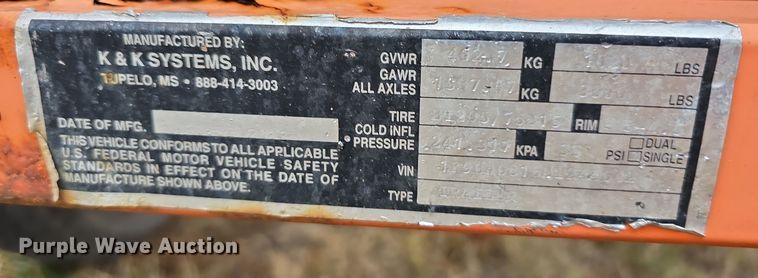 MANUFACTURED BY:
K & K SYSTEMS, INC.
TUPELO, MS • 888-414-3003
DATE OF MFG.
THIS VEHICLE CONFORMS TO ALL APPLICABLE
U.S. FEDERAL MOTOR VEHICLE SAFETY
STANDARDS IN EFFECT ON THE DATE OF
MANUFACTURE SHOWN ABOVE.
GVWR KG LBS
GAWR
ALL AXLES KG LBS
TIRE RIM
COLD INFL
PRESSURE KPA PSI DUAL
SINGLE
VIN
TYPE
Purple Wave Auction